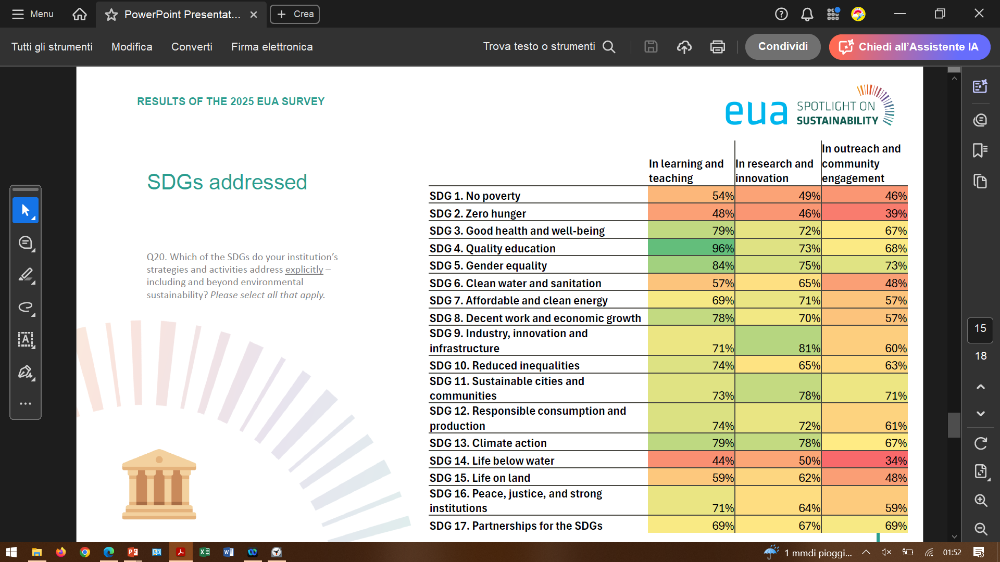 Menu
PowerPoint Presentat...
Crea
Tutti gli strumenti
Modifica
Converti
Firma elettronica
Trova testo o strumenti
Condividi
Chiedi all’Assistente IA
RESULTS OF THE 2025 EUA SURVEY
eua SPOTLIGHT ON
SUSTAINABILITY
SDGs addressed
Q20. Which of the SDGs do your institution’s
strategies and activities address explicitly –
including and beyond environmental
sustainability? Please select all that apply.
In learning and
teaching
In research and
innovation
In outreach and
community
engagement
SDG 1. No poverty 54% 49% 46%
SDG 2. Zero hunger 48% 46% 39%
SDG 3. Good health and well-being 79% 72% 67%
SDG 4. Quality education 96% 73% 68%
SDG 5. Gender equality 84% 75% 73%
SDG 6. Clean water and sanitation 57% 65% 48%
SDG 7. Affordable and clean energy 69% 71% 57%
SDG 8. Decent work and economic growth 78% 70% 57%
SDG 9. Industry, innovation and
infrastructure 71% 81% 60%
SDG 10. Reduced inequalities 74% 65% 63%
SDG 11. Sustainable cities and
communities 73% 78% 71%
SDG 12. Responsible consumption and
production 74% 72% 61%
SDG 13. Climate action 79% 78% 67%
SDG 14. Life below water 44% 50% 34%
SDG 15. Life on land 59% 62% 48%
SDG 16. Peace, justice, and strong
institutions 71% 64% 59%
SDG 17. Partnerships for the SDGs 69% 67% 69%
15
18
1 mmdi pioggi...
01:52